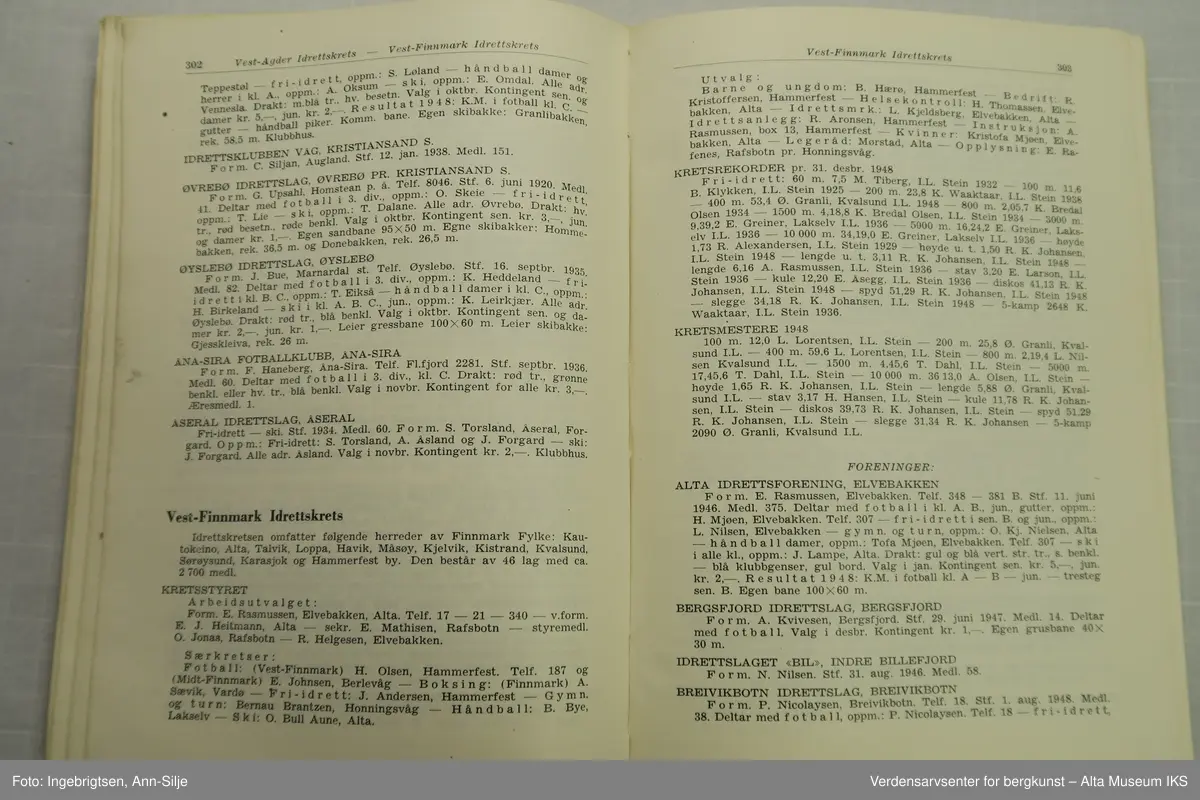 302 Vest-Agder Idrettskrets — Vest-Finnmark Idrettskrets
Teppestøl — fri-idrett, oppm.: S. Løland — håndball damer og
herrer i kl. A., oppm.: A. Oksum — ski, oppm.: E. Omdal. Alle adr.
Vennesla. Drakt: m.blå tr., hv. besetn. Valg i oktbr. Kontingent sen. og
damer kr. 5,—, jun. kr. 2,—. Resultat 1948: K.M. i fotball kl. C. —
gutter — håndball piker. Komm. bane. Egen skibakke: Granlibakken,
rek. 58.5 m. Klubbhus.
IDRETTSKLUBBEN VÅG, KRISTIANSAND S.
Form. C. Siljan, Augland. Stf. 12. jan. 1938. Medl. 151.
ØVREBØ IDRETTSLAG, ØVREBØ PR. KRISTIANSAND S.
Form. G. Upsahl, Homstean p. å. Telf. 8046. Stf. 6. juni 1920. Medl.
41. Deltar med fotball i 3. div., oppm.: O. Skeie — fri-idrett,
oppm.: T. Lie — ski, oppm.: T. Dalane. Alle adr. Øvrebø. Drakt: hv.
tr., rød besetn., røde benkl. Valg i oktbr. Kontingent sen. kr. 3,—, jun.
og damer kr. 1,—. Egen sandbane 95×50 m. Egne skibakker: Homme-
bakken, rek. 36,5 m. og Donebakken, rek. 26,5 m.
ØYSLEBØ IDRETTSLAG, ØYSLEBØ
Form. J. Bue, Marnardal st. Telf. Øyslebø. Stf. 16. septbr. 1935.
Medl. 82. Deltar med fotball i 3. div., oppm.: K. Heddeland — fri-
idrett i kl. B. C., oppm.: T. Eikså — håndball damer i kl. C., oppm.:
H. Birkeland — ski i kl. A. B. C., jun., oppm.: K. Leirkjær. Alle adr.
Øyslebø. Drakt: rød tr., blå benkl. Valg i oktbr. Kontingent sen. og da-
mer kr. 2,—, jun. kr. 1,—. Leier gressbane 100×60 m. Leier skibakke:
Gjesskleiva, rek. 26 m.
ÅNA-SIRA FOTBALLKLUBB, ÅNA-SIRA
Form. F. Haneberg, Åna-Sira. Telf. Fl.fjord 2281. Stf. septbr. 1936.
Medl. 60. Deltar med fotball i 3. div., kl. C. Drakt: rød tr., grønne
benkl. eller hv. tr., blå benkl. Valg i novbr. Kontingent for alle kr. 3,—.
Æresmedl. 1.
ÅSERAL IDRETTSLAG, ÅSERAL
Fri-idrett — ski. Stf. 1934. Medl. 60. Form. S. Torsland, Åseral, For-
gard. Oppm.: Fri-idrett: S. Torsland, A. Åsland og J. Forgard — ski:
J. Forgard. Alle adr. Åsland. Valg i novbr. Kontingent kr. 2,—. Klubbhus.
Vest-Finnmark Idrettskrets
Idrettskretsen omfatter følgende herreder av Finnmark Fylke: Kau-
tokeino, Alta, Talvik, Loppa, Havik, Måsøy, Kjelvik, Kistrand, Kvalsund,
Sørøysund, Karasjok og Hammerfest by. Den består av 46 lag med ca.
2 700 medl.
KRETSSTYRET
Arbeidsutvalget:
Form. E. Rasmussen, Elvebakken, Alta. Telf. 17 — 21 — 340 — v.form.
E. J. Heitmann, Alta — sekr. E. Mathisen, Rafsbotn — styremedl.
O. Jonas, Rafsbotn — R. Helgesen, Elvebakken.
Særkretser:
Fotball: (Vest-Finnmark) H. Olsen, Hammerfest. Telf. 187 og
(Midt-Finnmark) E. Johnsen, Berlevåg — Boksing: (Finnmark) A.
Sævik, Vardø — Fri-idrett: J. Andersen, Hammerfest — Gymn.
og turn: Bernau Brantzen, Honningsvåg — Håndball: B. Bye,
Lakselv — Ski: O. Bull Aune, Alta.
Vest-Finnmark Idrettskrets 303
Utvalg:
Barne og ungdom: B. Hærø, Hammerfest — Bedrift: R.
Kristoffersen, Hammerfest — Helsekontroll: H. Thomassen, Elve-
bakken, Alta — Idrettsmrk.: L. Kjeldsberg, Elvebakken, Alta —
Idrettsanlegg: R. Aronsen, Hammerfest — Instruksjon: A.
Rasmussen, box 13, Hammerfest — Kvinner: Kristofa Mjøen, Elve-
bakken, Alta — Legeråd: Mørstad, Alta — Opplysning: E. Ra-
fenes, Rafsbotn pr. Honningsvåg.
KRETSREKORDER pr. 31. desbr. 1948
Fri-idrett: 60 m. 7,5 M. Tiberg, I.L. Stein 1932 — 100 m. 11,6
B. Klykken, I.L. Stein 1925 — 200 m. 23,8 K. Waaktaar, I.L. Stein 1938
— 400 m. 53,4 Ø. Granli, Kvalsund I.L. 1948 — 800 m. 2,05,7 K. Bredal
Olsen 1934 — 1500 m. 4,18,8 K. Bredal Olsen, I.L. Stein 1934 — 3000 m.
9,39,2 E. Greiner, Lakselv I.L. 1936 — 5000 m. 16,24,2 E. Greiner, Laks-
elv I.L. 1936 — 10 000 m. 34,19,0 E. Greiner, Lakselv I.L. 1936 — høyde
1,73 R. Alexandersen, I.L. Stein 1929 — høyde u. t. 1,50 R. K. Johansen,
I.L. Stein 1948 — lengde u. t. 3,11 R. K. Johansen, I.L. Stein 1948 —
lengde 6,16 A. Rasmussen, I.L. Stein 1936 — stav 3,20 E. Larson, I.L.
Stein 1936 — kule 12,20 E. Asegg, I.L. Stein 1936 — diskos 41,13 R. K.
Johansen, I.L. Stein 1948 — spyd 51,29 R. K. Johansen, I.L. Stein 1948
— slegge 34,18 R. K. Johansen, I.L. Stein 1948 — 5-kamp 2648 K.
Waaktaar, I.L. Stein 1936.
KRETSMESTERE 1948
100 m. 12,0 L. Lorentsen, I.L. Stein — 200 m. 25,8 Ø. Granli, Kval-
sund I.L. — 400 m. 59,6 L. Lorentsen, I.L. Stein — 800 m. 2,19,4 L. Nil-
sen Kvalsund I.L. — 1500 m. 4,45,6 T. Dahl, I.L. Stein — 5000 m.
17,45,6 T. Dahl, I.L. Stein — 10 000 m. 36 13,0 A. Olsen, I.L. Stein —
høyde 1,65 R. K. Johansen, I.L. Stein — lengde 5,88 Ø. Granli, Kval-
sund I.L. — stav 3,17 H. Hansen, I.L. Stein — kule 11,78 R. K. Johan-
sen, I.L. Stein — diskos 39,73 R. K. Johansen, I.L. Stein — spyd 51,29
R. K. Johansen, I.L. Stein — slegge 31,34 R. K. Johansen — 5-kamp
2090 Ø. Granli, Kvalsund I.L.
FORENINGER:
ALTA IDRETTSFORENING, ELVEBAKKEN
Form. E. Rasmussen, Elvebakken. Telf. 348 — 381 B. Stf. 11. juni
1946. Medl. 375. Deltar med fotball i kl. A. B., jun., gutter, oppm.:
H. Mjøen, Elvebakken. Telf. 307 — fri-idrett i sen. B. og jun., oppm.:
L. Nilsen, Elvebakken — gymn. og turn, oppm.: O. Kj. Nielsen, Alta
— håndball damer, oppm.: Tofa Mjøen, Elvebakken. Telf. 307 — ski
i alle kl., oppm.: J. Lampe, Alta. Drakt: gul og blå vert. str. tr., s. benkl.
— blå klubbgenser, gul bord. Valg i jan. Kontingent sen. kr. 5,—, jun.
kr. 2,—. Resultat 1948: K.M. i fotball kl. A — B — jun. — tresteg
sen. B. Egen bane 100×60 m.
BERGSFJORD IDRETTSLAG, BERGSFJORD
Form. A. Kvivesen, Bergsfjord. Stf. 29. juni 1947. Medl. 14. Deltar
med fotball. Valg i desbr. Kontingent kr. 1,—. Egen grusbane 40×
30 m.
IDRETTSLAGET «BIL», INDRE BILLEFJORD
Form. N. Nilsen. Stf. 31. aug. 1946. Medl. 58.
BREIVIKBOTN IDRETTSLAG, BREIVIKBOTN
Form. P. Nicolaysen, Breivikbotn. Telf. 18. Stf. 1. aug. 1948. Medl.
38. Deltar med fotball, oppm.: P. Nicolaysen. Telf. 18 — fri-idrett,
Foto: Ingebrigtsen, Ann-Silje
Verdensarvsenter for bergkunst – Alta Museum IKS